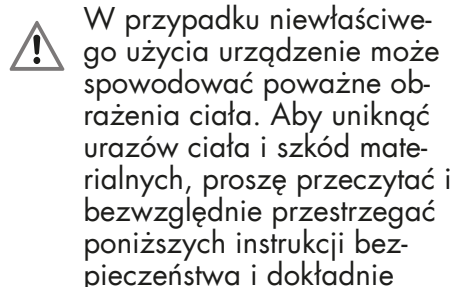 W przypadku niewłaściwe-
go użycia urządzenie może
spowodować poważne ob-
rażenia ciała. Aby uniknąć
urazów ciała i szkód mate-
rialnych, proszę przeczytać i
bezwzględnie przestrzegać
poniższych instrukcji bez-
pieczeństwa i dokładnie